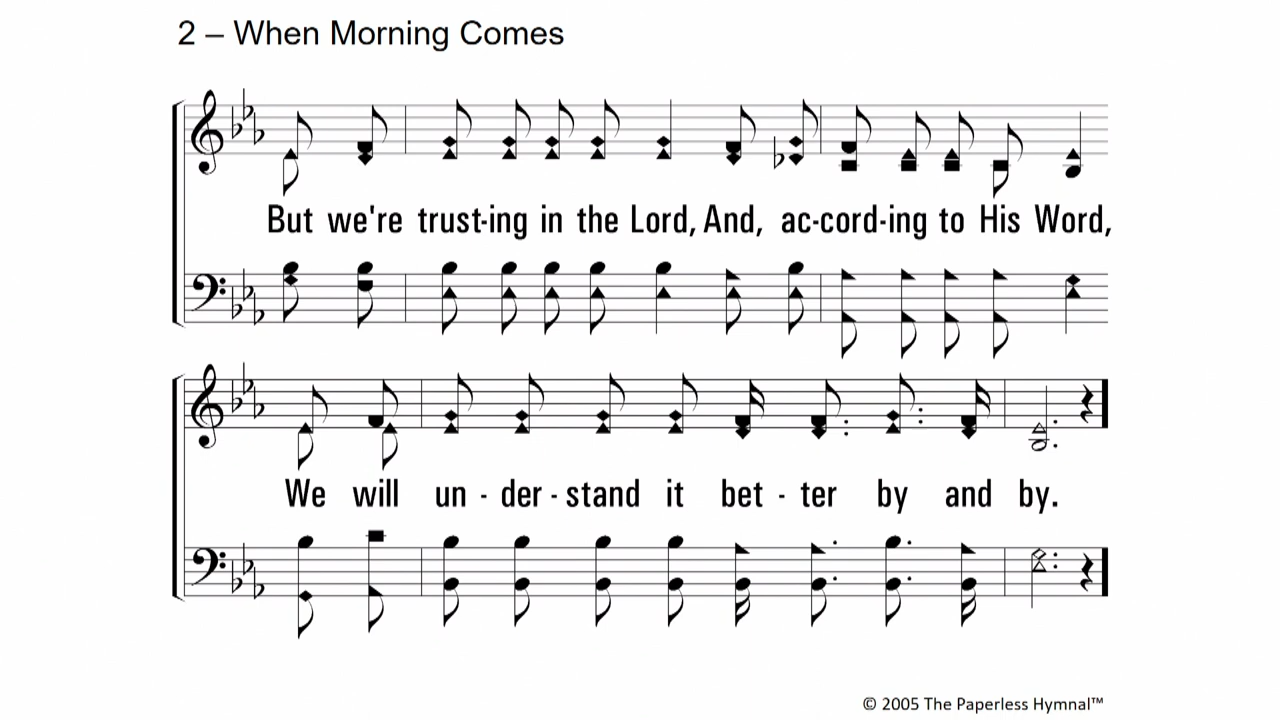 2 – When Morning Comes
But we're trust-ing in the Lord, And, ac-cord-ing to His Word,
We will un - der - stand it bet - ter by and by.
© 2005 The Paperless Hymnal™